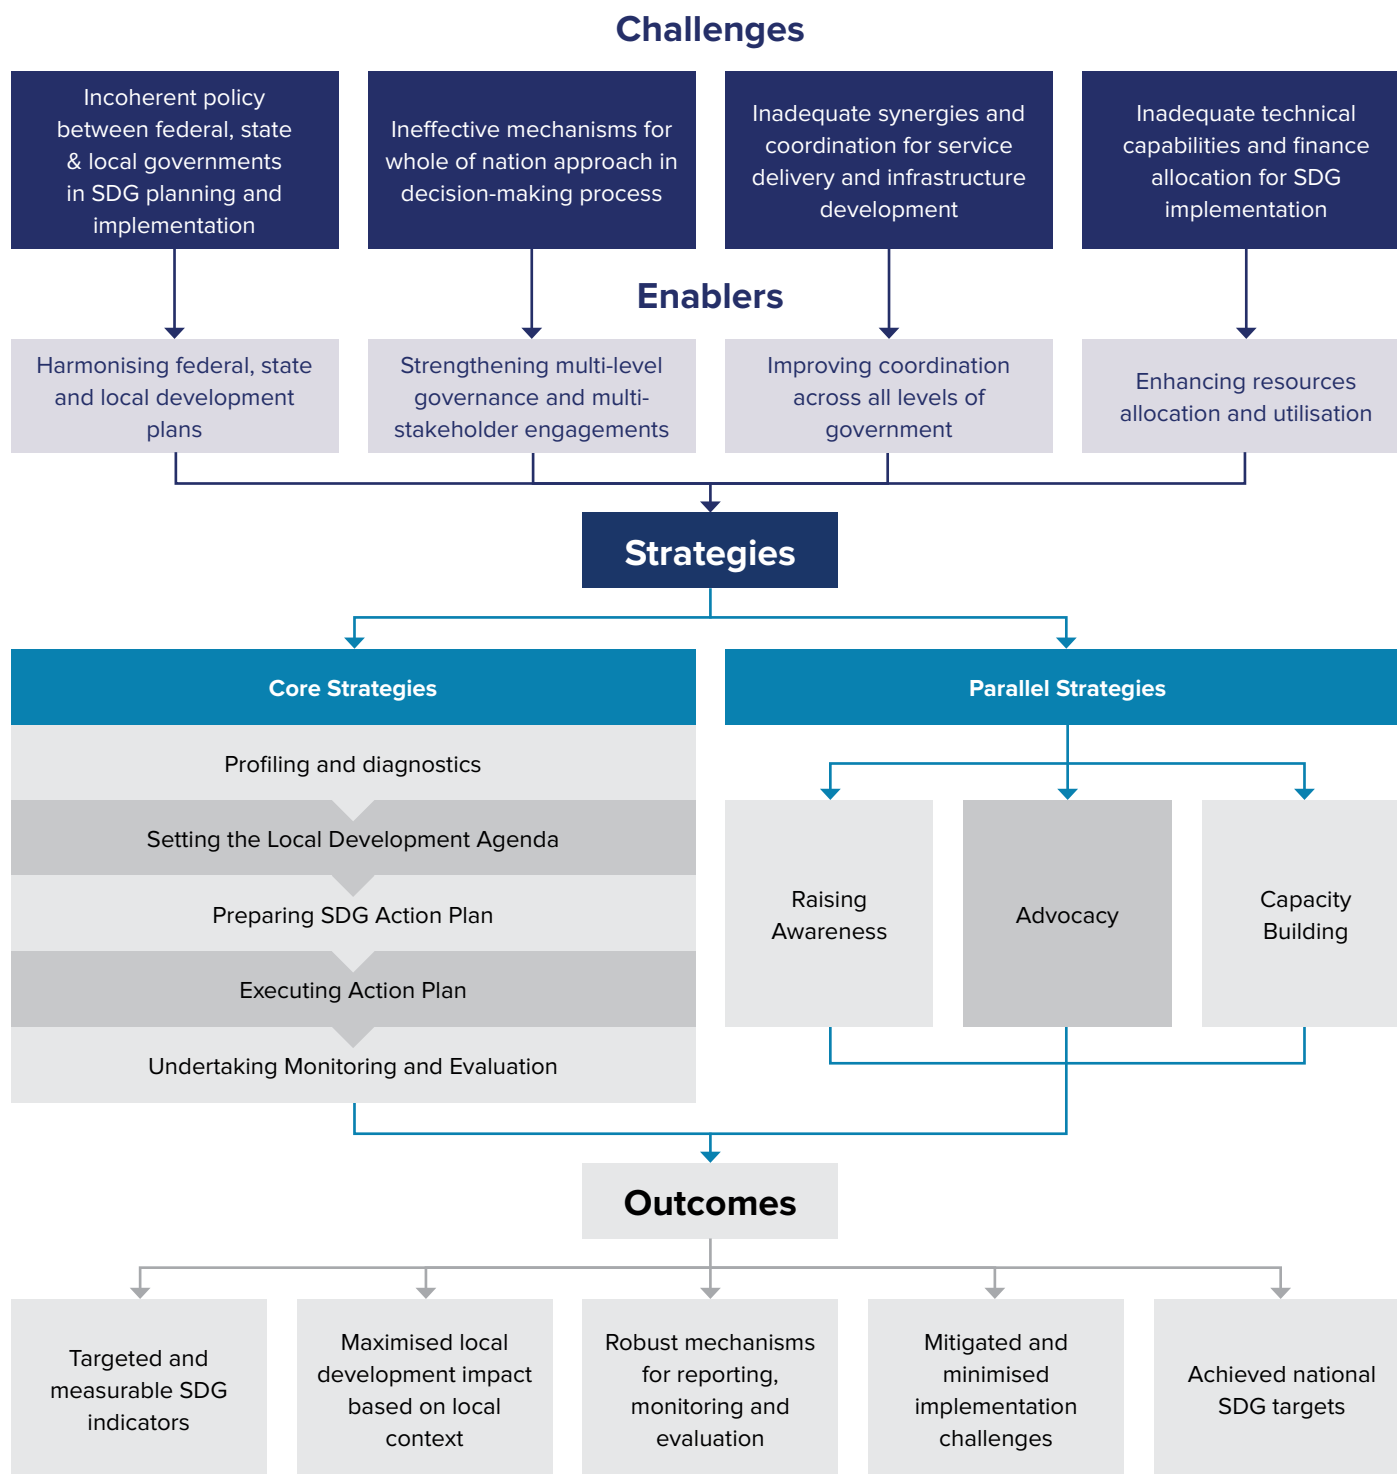 Challenges
Incoherent policy
between federal, state
& local governments
in SDG planning and
implementation
Ineffective mechanisms for
whole of nation approach in
decision-making process
Inadequate synergies and
coordination for service
delivery and infrastructure
development
Inadequate technical
capabilities and finance
allocation for SDG
implementation
Enablers
Harmonising federal, state
and local development
plans
Strengthening multi-level
governance and multi-
stakeholder engagements
Improving coordination
across all levels of
government
Enhancing resources
allocation and utilisation
Strategies
Core Strategies
Profiling and diagnostics
Setting the Local Development Agenda
Preparing SDG Action Plan
Executing Action Plan
Undertaking Monitoring and Evaluation
Parallel Strategies
Raising
Awareness
Advocacy
Capacity
Building
Outcomes
Targeted and
measurable SDG
indicators
Maximised local
development impact
based on local
context
Robust mechanisms
for reporting,
monitoring and
evaluation
Mitigated and
minimised
implementation
challenges
Achieved national
SDG targets